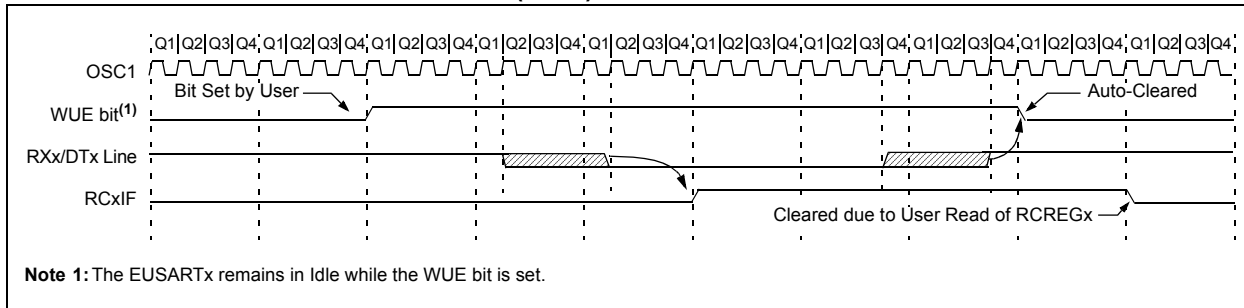 Q1 Q2 Q3 Q4 Q1 Q2 Q3 Q4 Q1 Q2 Q3 Q4 Q1 Q2 Q3 Q4 Q1 Q2 Q3 Q4 Q1 Q2 Q3 Q4 Q1 Q2 Q3 Q4 Q1 Q2 Q3 Q4 Q1 Q2 Q3 Q4 Q1 Q2 Q3 Q4
OSC1
Bit Set by User
Auto-Cleared
WUE bit(1)
RXx/DTx Line
RCxIF
Cleared due to User Read of RCREGx
Note 1: The EUSARTx remains in Idle while the WUE bit is set.